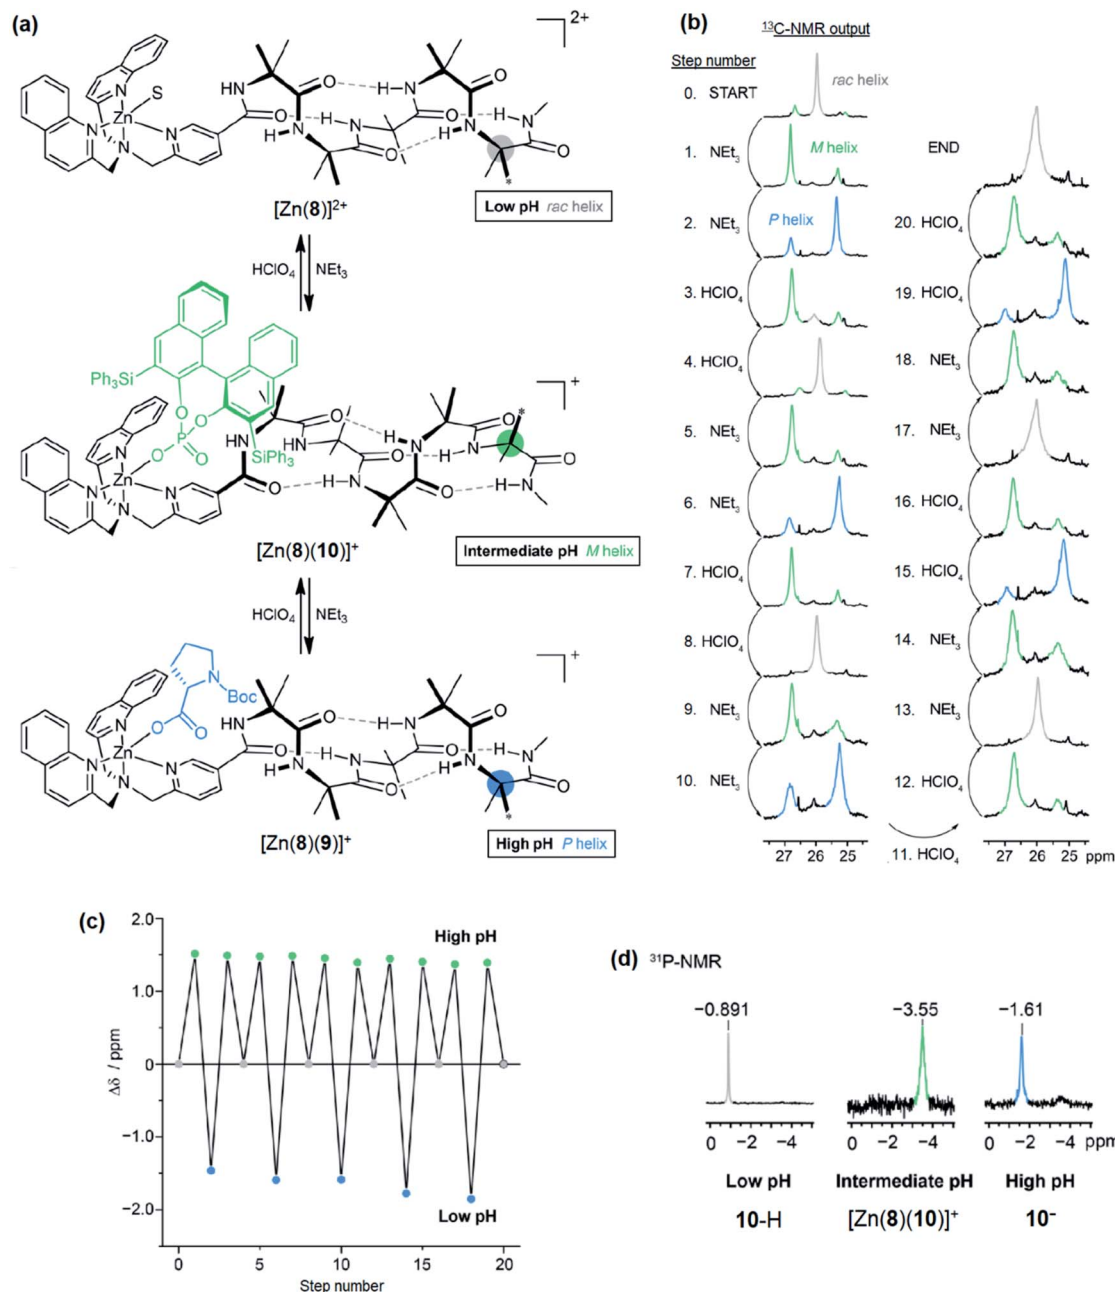 (a)
2+
S
Zn
N
N
N
N
HN
O
O
N
H
H
N
O
H
N
O
N
H
H
N
O
*
[Zn(8)]2+
Low pH rac helix
HClO4
NEt3
Ph3Si
O
O
P
O
O
SiPh3
+
Zn
N
N
N
N
HN
O
O
HN
O
HN
H
N
O
H
N
O
H
N
O
*
[Zn(8)(10)]+
Intermediate pH M helix
HClO4
NEt3
N
Boc
O
O
+
Zn
N
N
N
N
HN
O
O
N
H
H
N
O
H
N
O
N
H
H
N
O
*
[Zn(8)(9)]+
High pH P helix
(b)
13C-NMR output
Step number
0. START
rac helix
1. NEt3
M helix
2. NEt3
P helix
3. HClO4
4. HClO4
5. NEt3
6. NEt3
7. HClO4
8. HClO4
9. NEt3
10. NEt3
27 26 25
11. HClO4
END
20. HClO4
19. HClO4
18. NEt3
17. NEt3
16. HClO4
15. HClO4
14. NEt3
13. NEt3
12. HClO4
27 26 25 ppm
(c)
2.0
1.0
0
−1.0
−2.0
Δδ / ppm
High pH
Low pH
0 5 10 15 20
Step number
(d) 31P-NMR
−0.891 −3.55 −1.61
0 −2 −4 0 −2 −4 0 −2 −4 ppm
Low pH Intermediate pH High pH
10-H [Zn(8)(10)]+ 10−